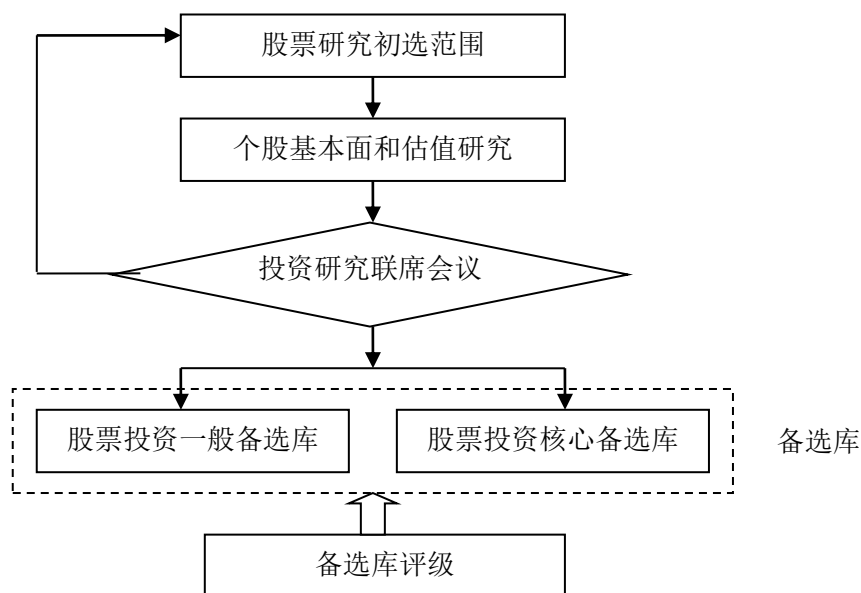 股票研究初选范围
个股基本面和估值研究
投资研究联席会议
股票投资一般备选库
股票投资核心备选库
备选库
备选库评级